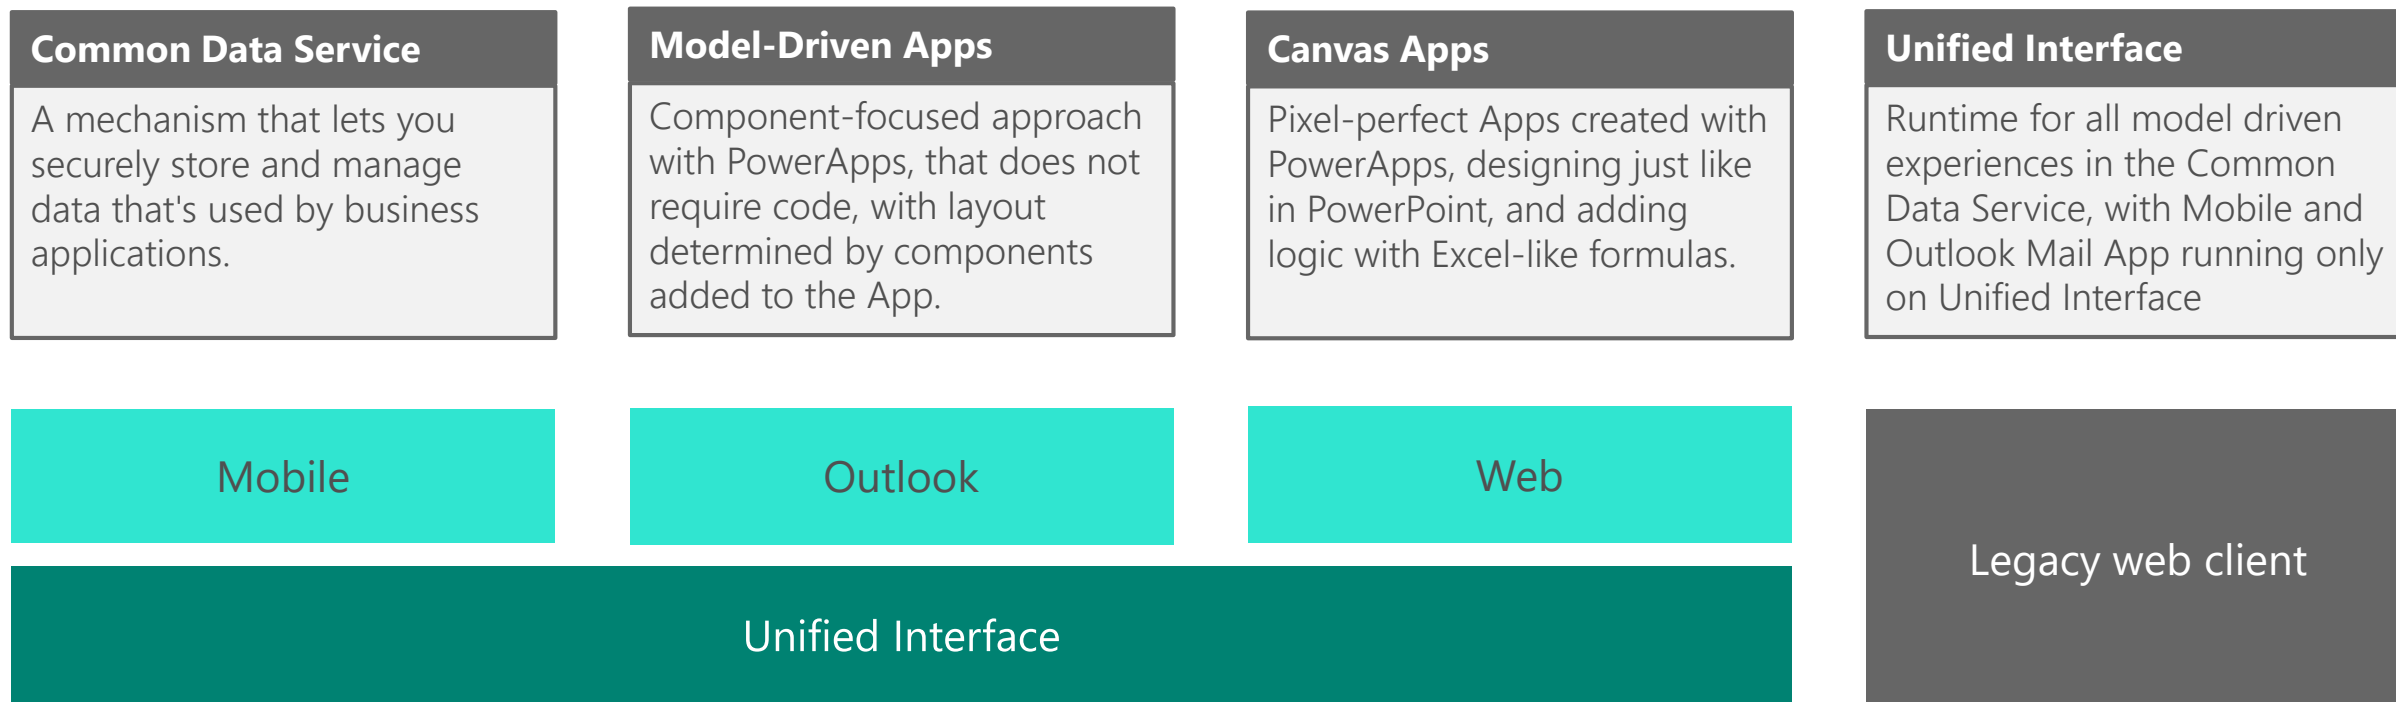 Common Data Service
A mechanism that lets you
securely store and manage
data that's used by business
applications.
Model-Driven Apps
Component-focused approach
with PowerApps, that does not
require code, with layout
determined by components
added to the App.
Canvas Apps
Pixel-perfect Apps created with
PowerApps, designing just like
in PowerPoint, and adding
logic with Excel-like formulas.
Unified Interface
Runtime for all model driven
experiences in the Common
Data Service, with Mobile and
Outlook Mail App running only
on Unified Interface
Mobile
Outlook
Web
Unified Interface
Legacy web client